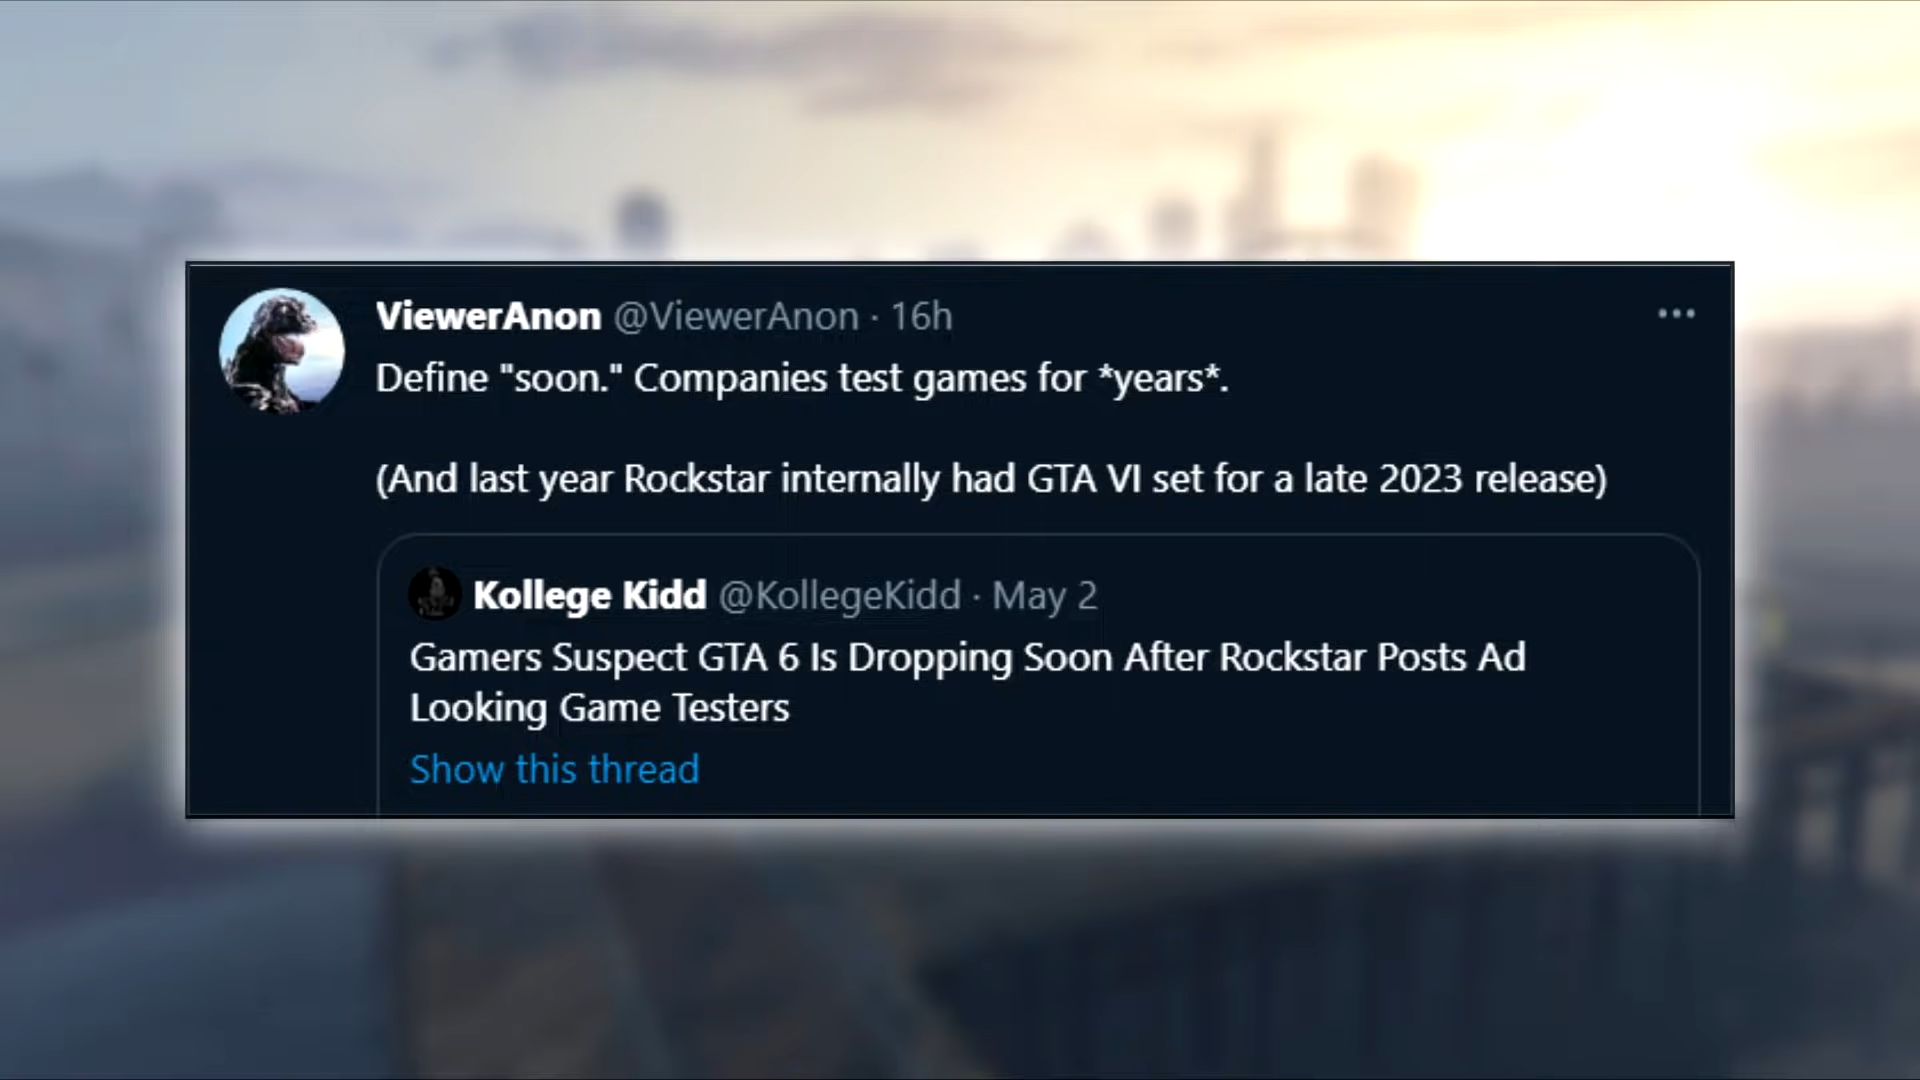 ViewerAnon @ViewerAnon · 16h
Define "soon." Companies test games for *years*.
(And last year Rockstar internally had GTA VI set for a late 2023 release)
Kollege Kidd @KollegeKidd · May 2
Gamers Suspect GTA 6 Is Dropping Soon After Rockstar Posts Ad
Looking Game Testers
Show this thread